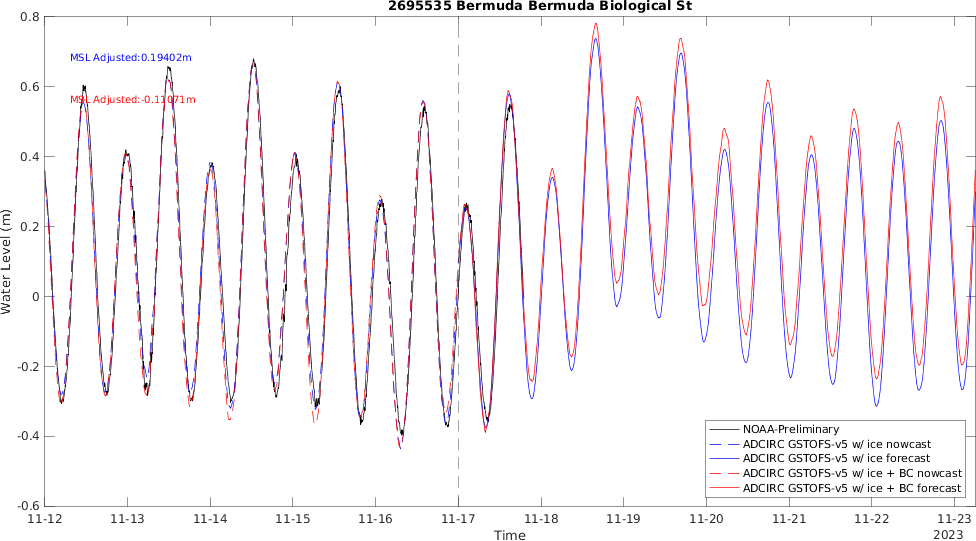 2695535 Bermuda Bermuda Biological St
0.8
MSL Adjusted:0.19402m
0.6
MSL Adjusted:-0.11071m
0.4
0.2
0
-0.2
-0.4
-0.6
Water Level (m)
NOAA-Preliminary
ADCIRC GSTOFS-v5 w/ ice nowcast
ADCIRC GSTOFS-v5 w/ ice forecast
ADCIRC GSTOFS-v5 w/ ice + BC nowcast
ADCIRC GSTOFS-v5 w/ ice + BC forecast
11-12 11-13 11-14 11-15 11-16 11-17 11-18 11-19 11-20 11-21 11-22 11-23
Time
2023